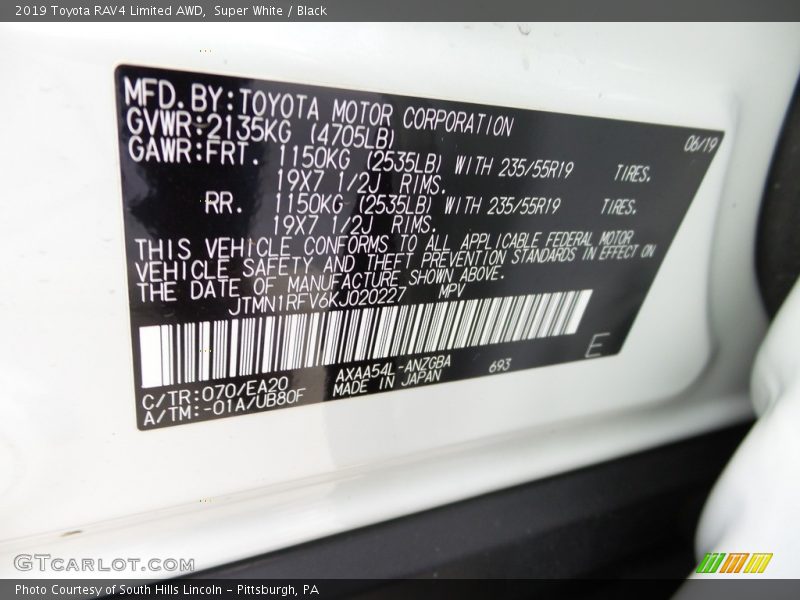 2019 Toyota RAV4 Limited AWD,  Super White / Black
MFD.BY:TOYOTA MOTOR CORPORATION 06/19
GVWR:2135KG (4705LB)
GAWR:FRT. 1150KG (2535LB) WITH 235/55R19 TIRES.
19X7 1/2J RIMS.
RR. 1150KG (2535LB) WITH 235/55R19 TIRES.
19X7 1/2J RIMS.
THIS VEHICLE CONFORMS TO ALL APPLICABLE FEDERAL MOTOR
VEHICLE SAFETY AND THEFT PREVENTION STANDARDS IN EFFECT ON
THE DATE OF MANUFACTURE SHOWN ABOVE.
JTMN1RFV6KJ020227 MPV
E
C/TR:070/EA20 AXAA54L-ANZGBA 693
A/TM:-01A/UB80F MADE IN JAPAN
GTCARLOT.COM
Photo Courtesy of South Hills Lincoln - Pittsburgh, PA